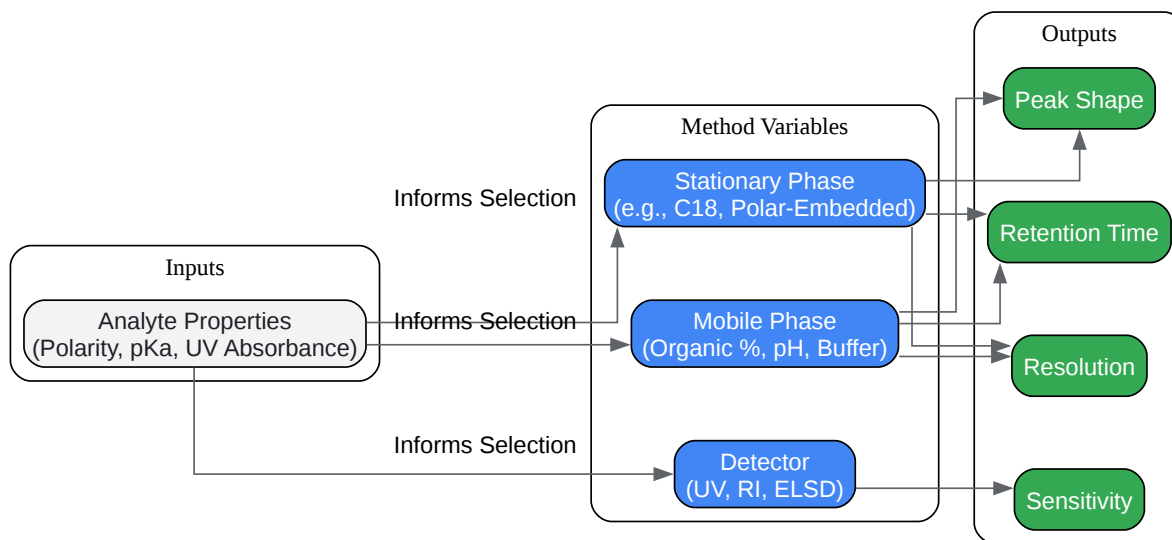 Outputs
Peak Shape
Method Variables
Stationary Phase
(e.g., C18, Polar-Embedded)
Informs Selection
Retention Time
Inputs
Analyte Properties
(Polarity, pKa, UV Absorbance)
Informs Selection
Mobile Phase
(Organic %, pH, Buffer)
Resolution
Informs Selection
Detector
(UV, RI, ELSD)
Sensitivity